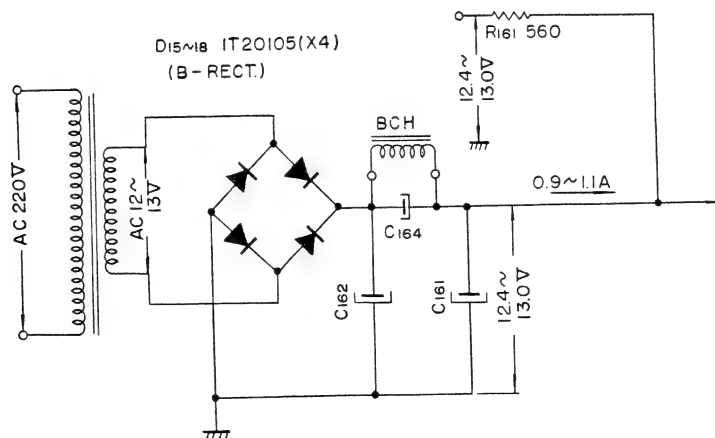 D15~18 1T20105(X4)
(B-RECT.)
R161 560
12.4~
13.0V
AC 220V
AC 12~
13V
BCH
0.9~1.1A
C164
C162
C161
12.4~
13.0V